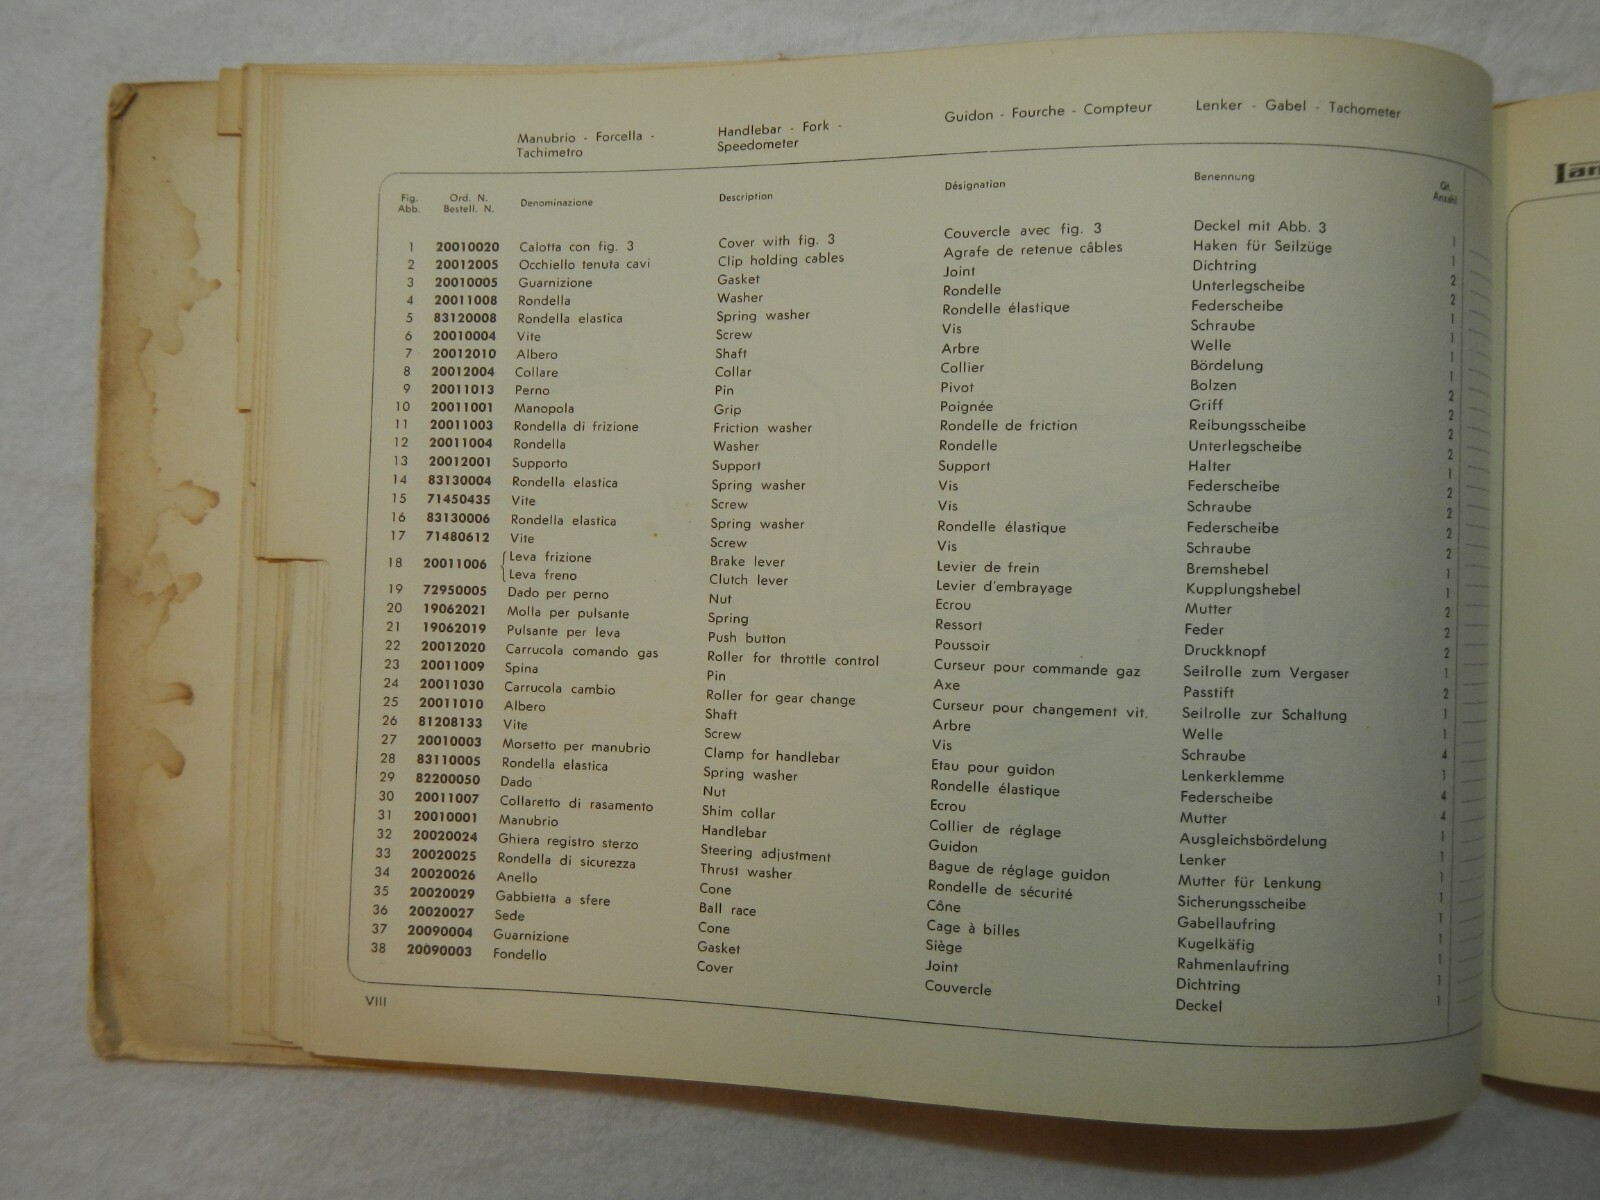 Manubrio - Forcella - Tachimetro
Handlebar - Fork - Speedometer
Guidon - Fourche - Compteur
Lenker - Gabel - Tachometer
Fig. Abb. Ord. N. Bestell. N. Denominazione Description Désignation Benennung Qt. Anzahl
1 20010020 Calotta con fig. 3 Cover with fig. 3 Couvercle avec fig. 3 Deckel mit Abb. 3 1
2 20012005 Occhiello tenuta cavi Clip holding cables Agrafe de retenue câbles Haken für Seilzüge 1
3 20010005 Guarnizione Gasket Joint Dichtring 2
4 20011008 Rondella Washer Rondelle Unterlegscheibe 2
5 83120008 Rondella elastica Spring washer Rondelle élastique Federscheibe 1
6 20010004 Vite Screw Vis Schraube 1
7 20012010 Albero Shaft Arbre Welle 1
8 20012004 Collare Collar Collier Bördelung 1
9 20011013 Perno Pin Pivot Bolzen 2
10 20011001 Manopola Grip Poignée Griff 2
11 20011003 Rondella di frizione Friction washer Rondelle de friction Reibungsscheibe 2
12 20011004 Rondella Washer Rondelle Unterlegscheibe 2
13 20012001 Supporto Support Support Halter 1
14 83130004 Rondella elastica Spring washer Vis Federscheibe 2
15 71450435 Vite Screw Vis Schraube 2
16 83130006 Rondella elastica Spring washer Rondelle élastique Federscheibe 2
17 71480612 Vite Screw Vis Schraube 2
18 20011006 Leva frizione Brake lever Levier de frein Bremshebel 1
Leva freno Clutch lever Levier d'embrayage Kupplungshebel 1
19 72950005 Dado per perno Nut Ecrou Mutter 2
20 19062021 Molla per pulsante Spring Ressort Feder 2
21 19062019 Pulsante per leva Push button Poussoir Druckknopf 2
22 20012020 Carrucola comando gas Roller for throttle control Curseur pour commande gaz Seilrolle zum Vergaser 1
23 20011009 Spina Pin Axe Passtift 2
24 20011030 Carrucola cambio Roller for gear change Curseur pour changement vit. Seilrolle zur Schaltung 1
25 20011010 Albero Shaft Arbre Welle 1
26 81208133 Vite Screw Vis Schraube 4
27 20010003 Morsetto per manubrio Clamp for handlebar Etau pour guidon Lenkerklemme 1
28 83110005 Rondella elastica Spring washer Rondelle élastique Federscheibe 4
29 82200050 Dado Nut Ecrou Mutter 4
30 20011007 Collaretto di rasamento Shim collar Collier de réglage Ausgleichsbördelung 1
31 20010001 Manubrio Handlebar Guidon Lenker 1
32 20020024 Ghiera registro sterzo Steering adjustment Bague de réglage guidon Mutter für Lenkung 1
33 20020025 Rondella di sicurezza Thrust washer Rondelle de sécurité Sicherungsscheibe 1
34 20020026 Anello Cone Cône Gabellaufring 1
35 20020029 Gabbietta a sfere Ball race Cage à billes Kugelkäfig 1
36 20020027 Sede Cone Siège Rahmenlaufring 1
37 20090004 Guarnizione Gasket Joint Dichtring 1
38 20090003 Fondello Cover Couvercle Deckel 1
VIII